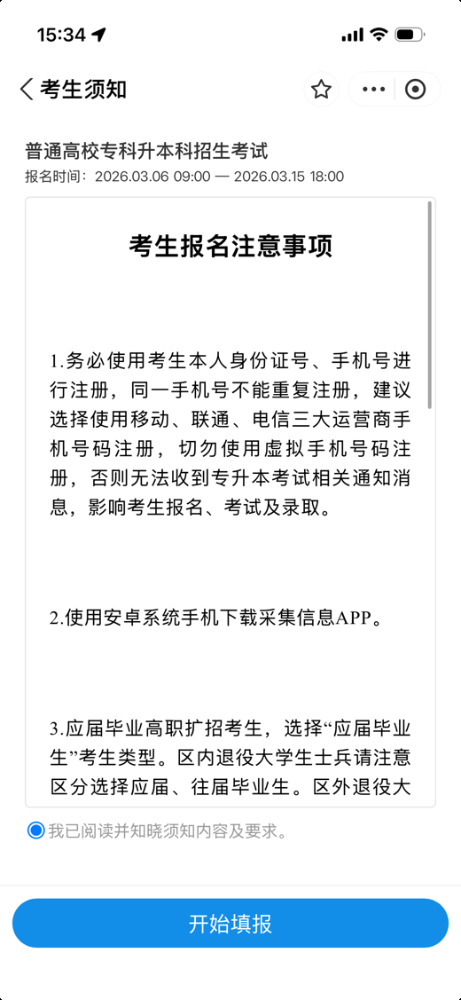 15:34
考生须知
普通高校专科升本科招生考试
报名时间：2026.03.06 09:00 — 2026.03.15 18:00
考生报名注意事项
1.务必使用考生本人身份证号、手机号进
行注册，同一手机号不能重复注册，建议
选择使用移动、联通、电信三大运营商手
机号码注册，切勿使用虚拟手机号码注
册，否则无法收到专升本考试相关通知消
息，影响考生报名、考试及录取。
2.使用安卓系统手机下载采集信息APP。
3.应届毕业高职扩招考生，选择“应届毕业
生”考生类型。区内退役大学生士兵请注意
区分选择应届、往届毕业生。区外退役大
我已阅读并知晓须知内容及要求。
开始填报